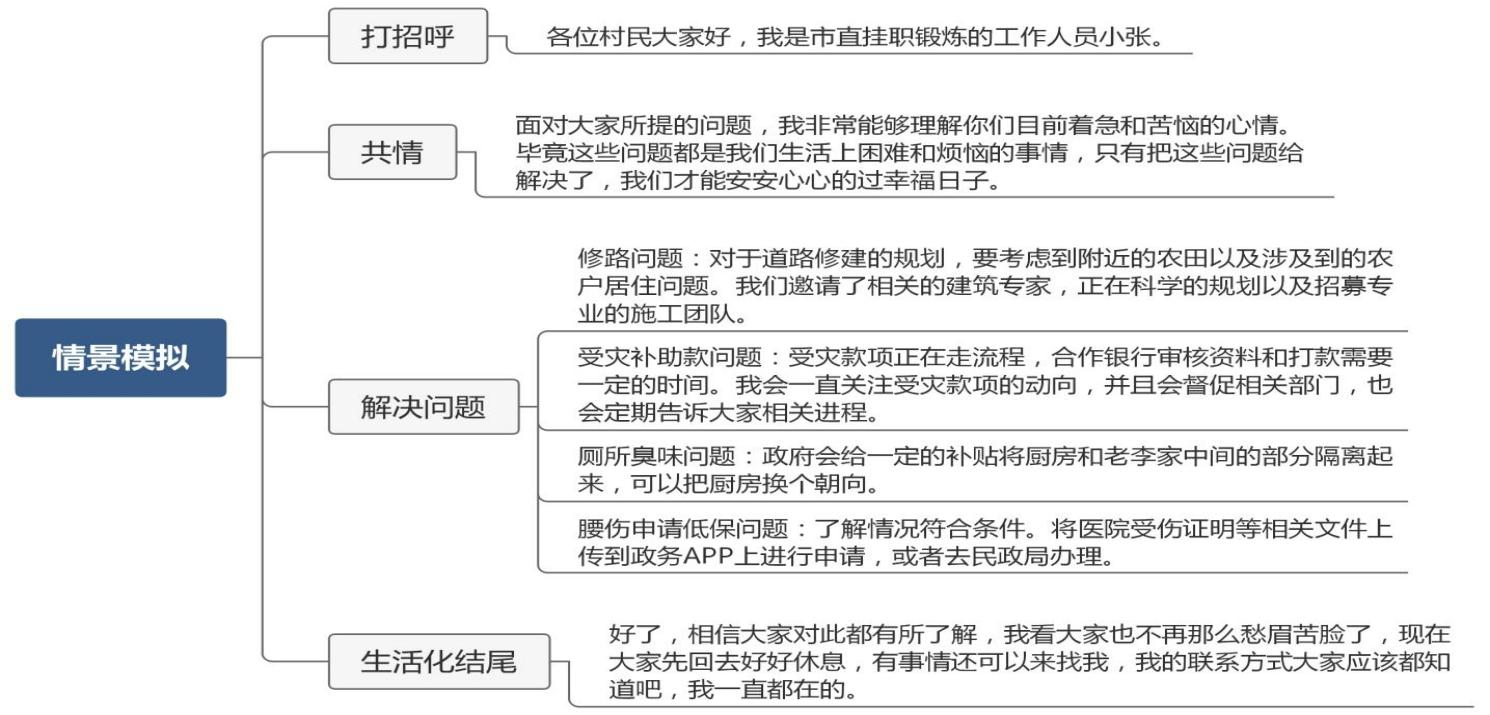 情景模拟
打招呼
各位村民大家好，我是市直挂职锻炼的工作人员小张。
共情
面对大家所提的问题，我非常能够理解你们目前着急和苦恼的心情。
毕竟这些问题都是我们生活上困难和烦恼的事情，只有把这些问题给
解决了，我们才能安安心心的过幸福日子。
解决问题
修路问题：对于道路修建的规划，要考虑到附近的农田以及涉及到的农
户居住问题。我们邀请了相关的建筑专家，正在科学的规划以及招募专
业的施工团队。
受灾补助款问题：受灾款项正在走流程，合作银行审核资料和打款需要
一定的时间。我会一直关注受灾款项的动向，并且会督促相关部门，也
会定期告诉大家相关进程。
厕所臭味问题：政府会给一定的补贴将厨房和老李家中间的部分隔离起
来，可以把厨房换个朝向。
腰伤申请低保问题：了解情况符合条件。将医院受伤证明等相关文件上
传到政务APP上进行申请，或者去民政局办理。
生活化结尾
好了，相信大家对此都有所了解，我看大家也不再那么愁眉苦脸了，现在
大家先回去好好休息，有事情还可以来找我，我的联系方式大家应该都知
道吧，我一直都在的。